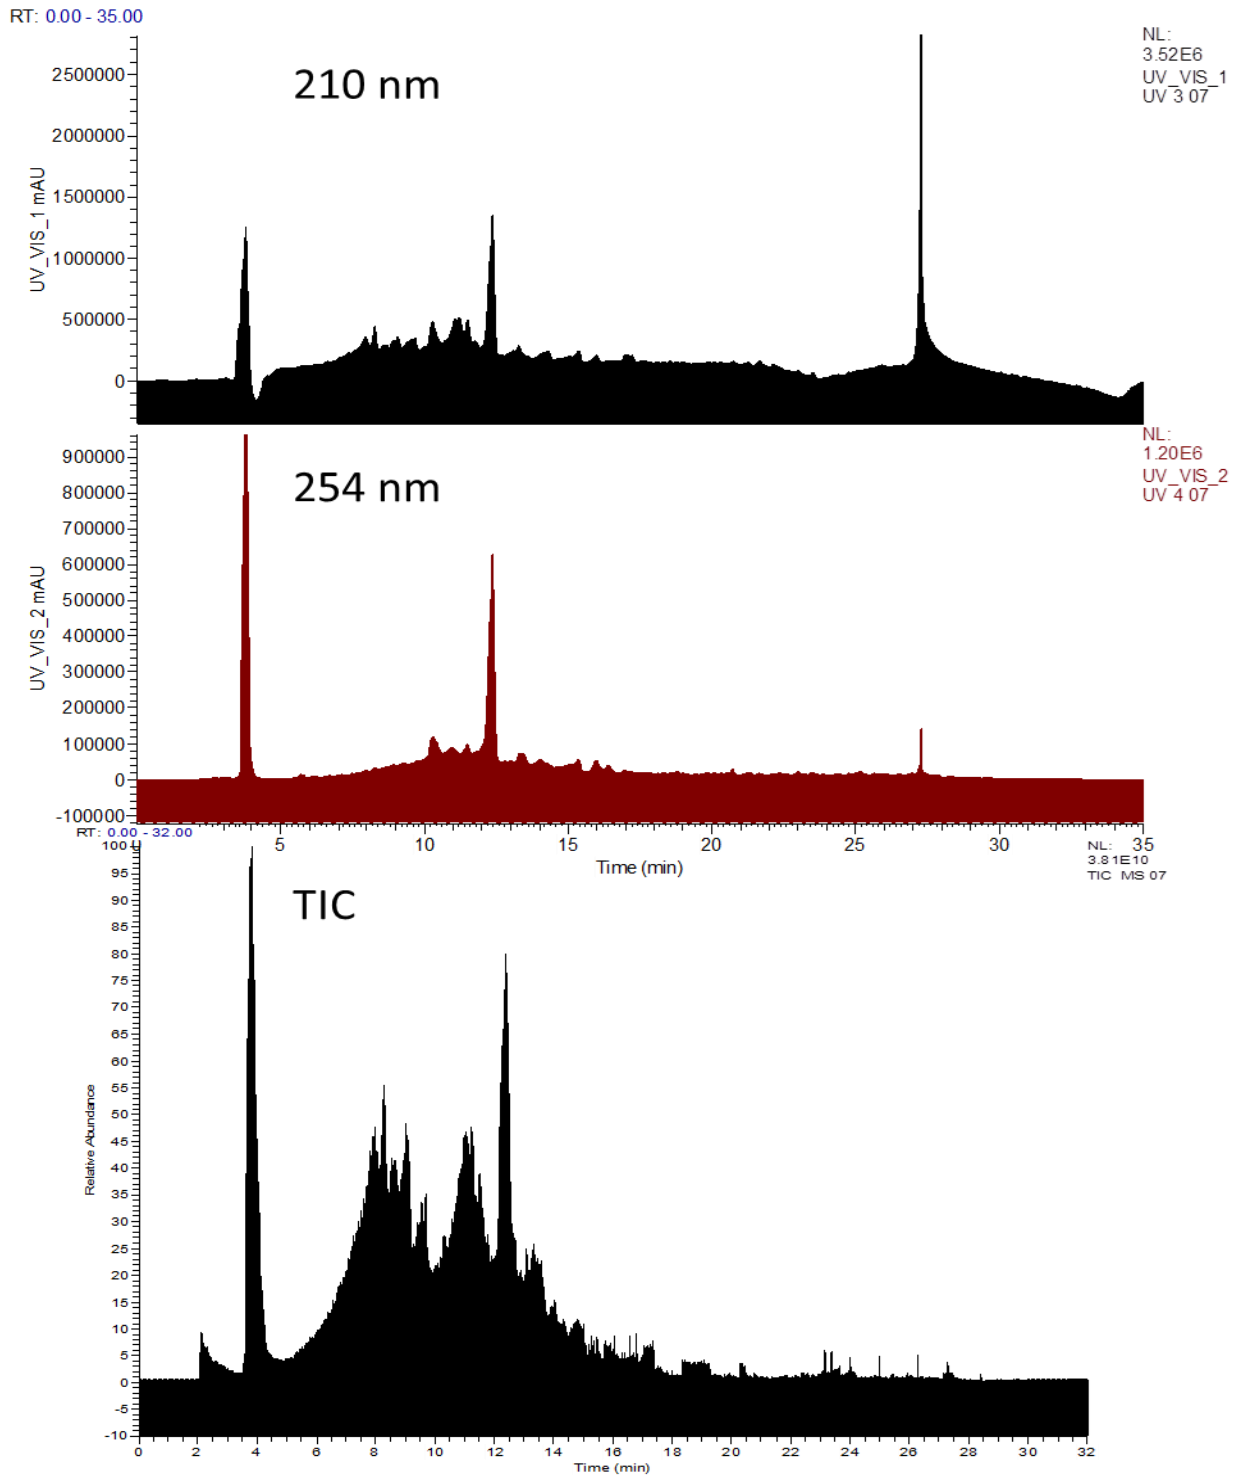 RT: 0.00 - 35.00
NL:
3.52E6
UV_VIS_1
UV 3 07
210 nm
UV_VIS_1 mAU
2500000
2000000
1500000
1000000
500000
0
NL:
1.20E6
UV_VIS_2
UV 4 07
254 nm
UV_VIS_2 mAU
900000
800000
700000
600000
500000
400000
300000
200000
100000
0
-100000
5 10 15 20 25 30 35
Time (min)
RT: 0.00 - 32.00
NL:
3.81E10
TIC MS 07
TIC
Relative Abundance
100
95
90
85
80
75
70
65
60
55
50
45
40
35
30
25
20
15
10
5
0
-5
-10
0 2 4 6 8 10 12 14 16 18 20 22 24 26 28 30 32
Time (min)